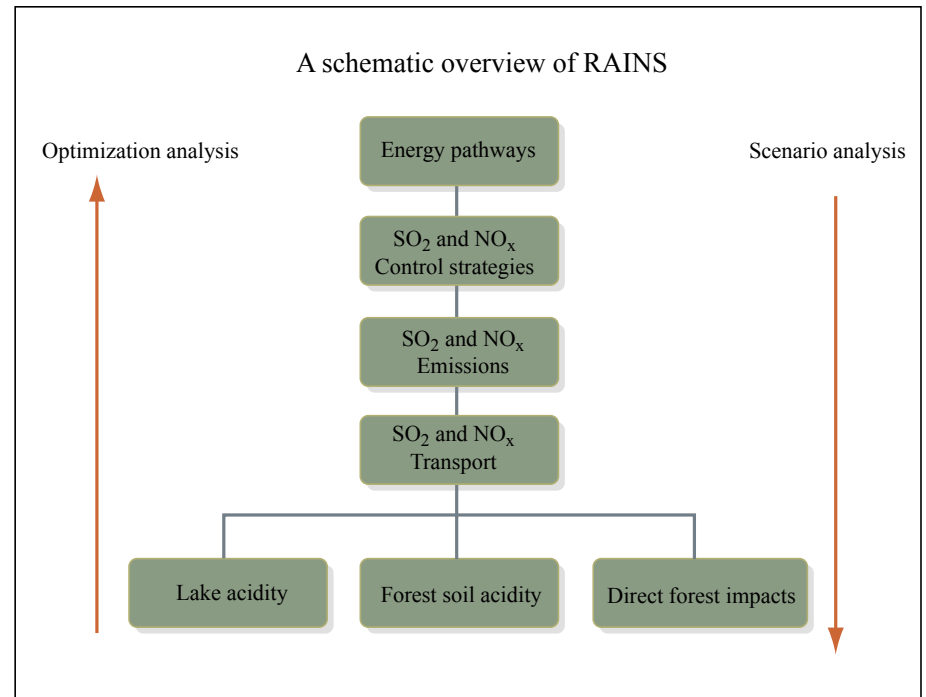 A schematic overview of RAINS
Optimization analysis
Energy pathways
Scenario analysis
SO₂ and NOₓ
Control strategies
SO₂ and NOₓ
Emissions
SO₂ and NOₓ
Transport
Lake acidity
Forest soil acidity
Direct forest impacts